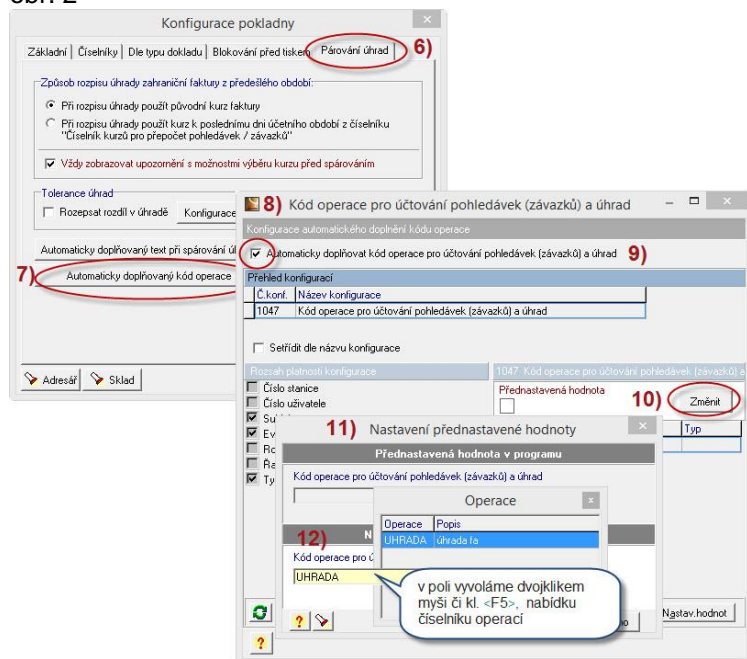 Konfigurace pokladny
Základní Číselníky Dle typu dokladu Blokování před tiskem Párování úhrad 6)
Způsob rozpisu úhrady zahraniční faktury z předešlého období:
Při rozpisu úhrady použít původní kurz faktury
Při rozpisu úhrady použít kurz k poslednímu dni účetního období z číselníku
"Číselník kurzů pro přepočet pohledávek / závazků"
Vždy zobrazovat upozornění s možnostmi výběru kurzu před spárováním
Tolerance úhrad
Rozepsat rozdíl v úhradě Konfigurace
Automaticky doplňovaný text při spárování
7) Automaticky doplňovaný kód operace
Adresář Sklad
8) Kód operace pro účtování pohledávek (závazků) a úhrad
Konfigurace automatického doplnění kódu operace
Automaticky doplňovat kód operace pro účtování pohledávek (závazků) a úhrad 9)
Přehled konfigurací
Č.konf. Název konfigurace
1047 Kód operace pro účtování pohledávek (závazků) a úhrad
Setřídit dle názvu konfigurace
Rozsah platnosti konfigurace
Číslo stanice
Číslo uživatele
1047 Kód operace pro účtování pohledávek (závazků) a
Přednastavená hodnota
10) Změnit
Typ
11) Nastavení přednastavené hodnoty
Přednastavená hodnota v programu
Kód operace pro účtování pohledávek (závazků) a úhrad
Operace
Operace Popis
UHRADA úhrada fa
12) N
Kód operace pro
UHRADA
v poli vyvoláme dvojklikem
myši či kl. <F5>, nabídku
číselníku operací
Nastav.hodnot